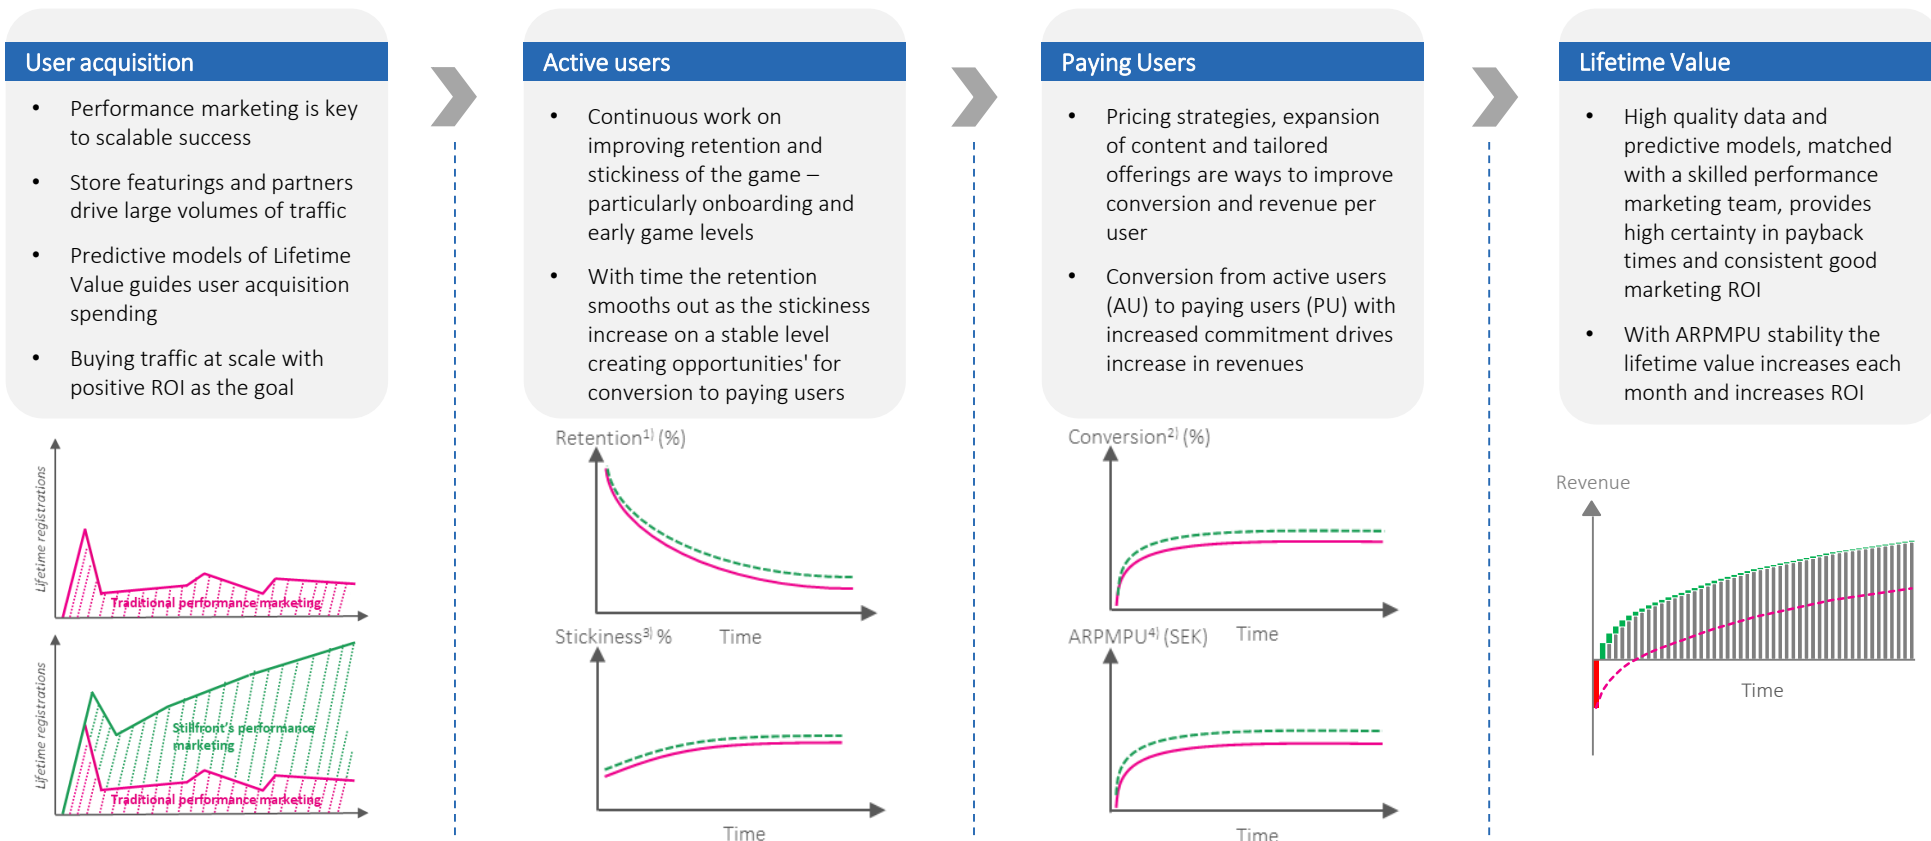 User acquisition
• Performance marketing is key
to scalable success
• Store featurings and partners
drive large volumes of traffic
• Predictive models of Lifetime
Value guides user acquisition
spending
• Buying traffic at scale with
positive ROI as the goal
Lifetime registrations
Traditional performance marketing
Lifetime registrations
Stillfront's performance
marketing
Traditional performance marketing
Active users
• Continuous work on
improving retention and
stickiness of the game –
particularly onboarding and
early game levels
• With time the retention
smooths out as the stickiness
increase on a stable level
creating opportunities' for
conversion to paying users
Retention1) (%)
Time
Stickiness3) %
Time
Paying Users
• Pricing strategies, expansion
of content and tailored
offerings are ways to improve
conversion and revenue per
user
• Conversion from active users
(AU) to paying users (PU) with
increased commitment drives
increase in revenues
Conversion2) (%)
Time
ARPMPU4) (SEK)
Time
Lifetime Value
• High quality data and
predictive models, matched
with a skilled performance
marketing team, provides
high certainty in payback
times and consistent good
marketing ROI
• With ARPMPU stability the
lifetime value increases each
month and increases ROI
Revenue
Time